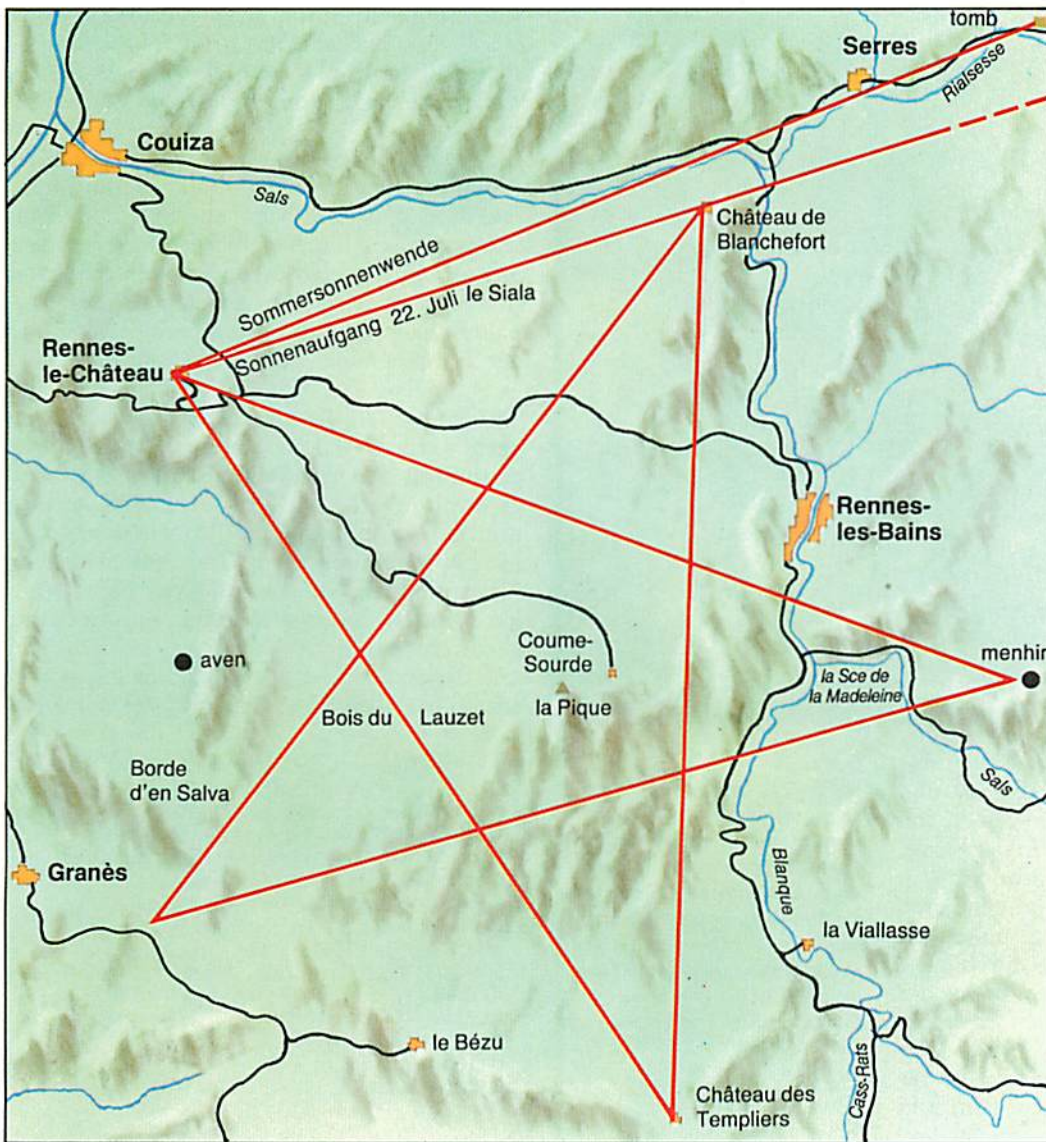 tomb
Serres
Rialsesse
Couiza
Sals
Château de
Blanchefort
Sommersonnenwende
Sonnenaufgang 22. Juli le Siala
Rennes-
le-Château
Rennes-
les-Bains
aven
Coume-
Sourde
la Pique
menhir
la Sce de
la Madeleine
Bois du Lauzet
Borde
d'en Salva
Sals
Granès
Blanque
la Viallasse
le Bézu
Château des
Templiers
Cass-Rats